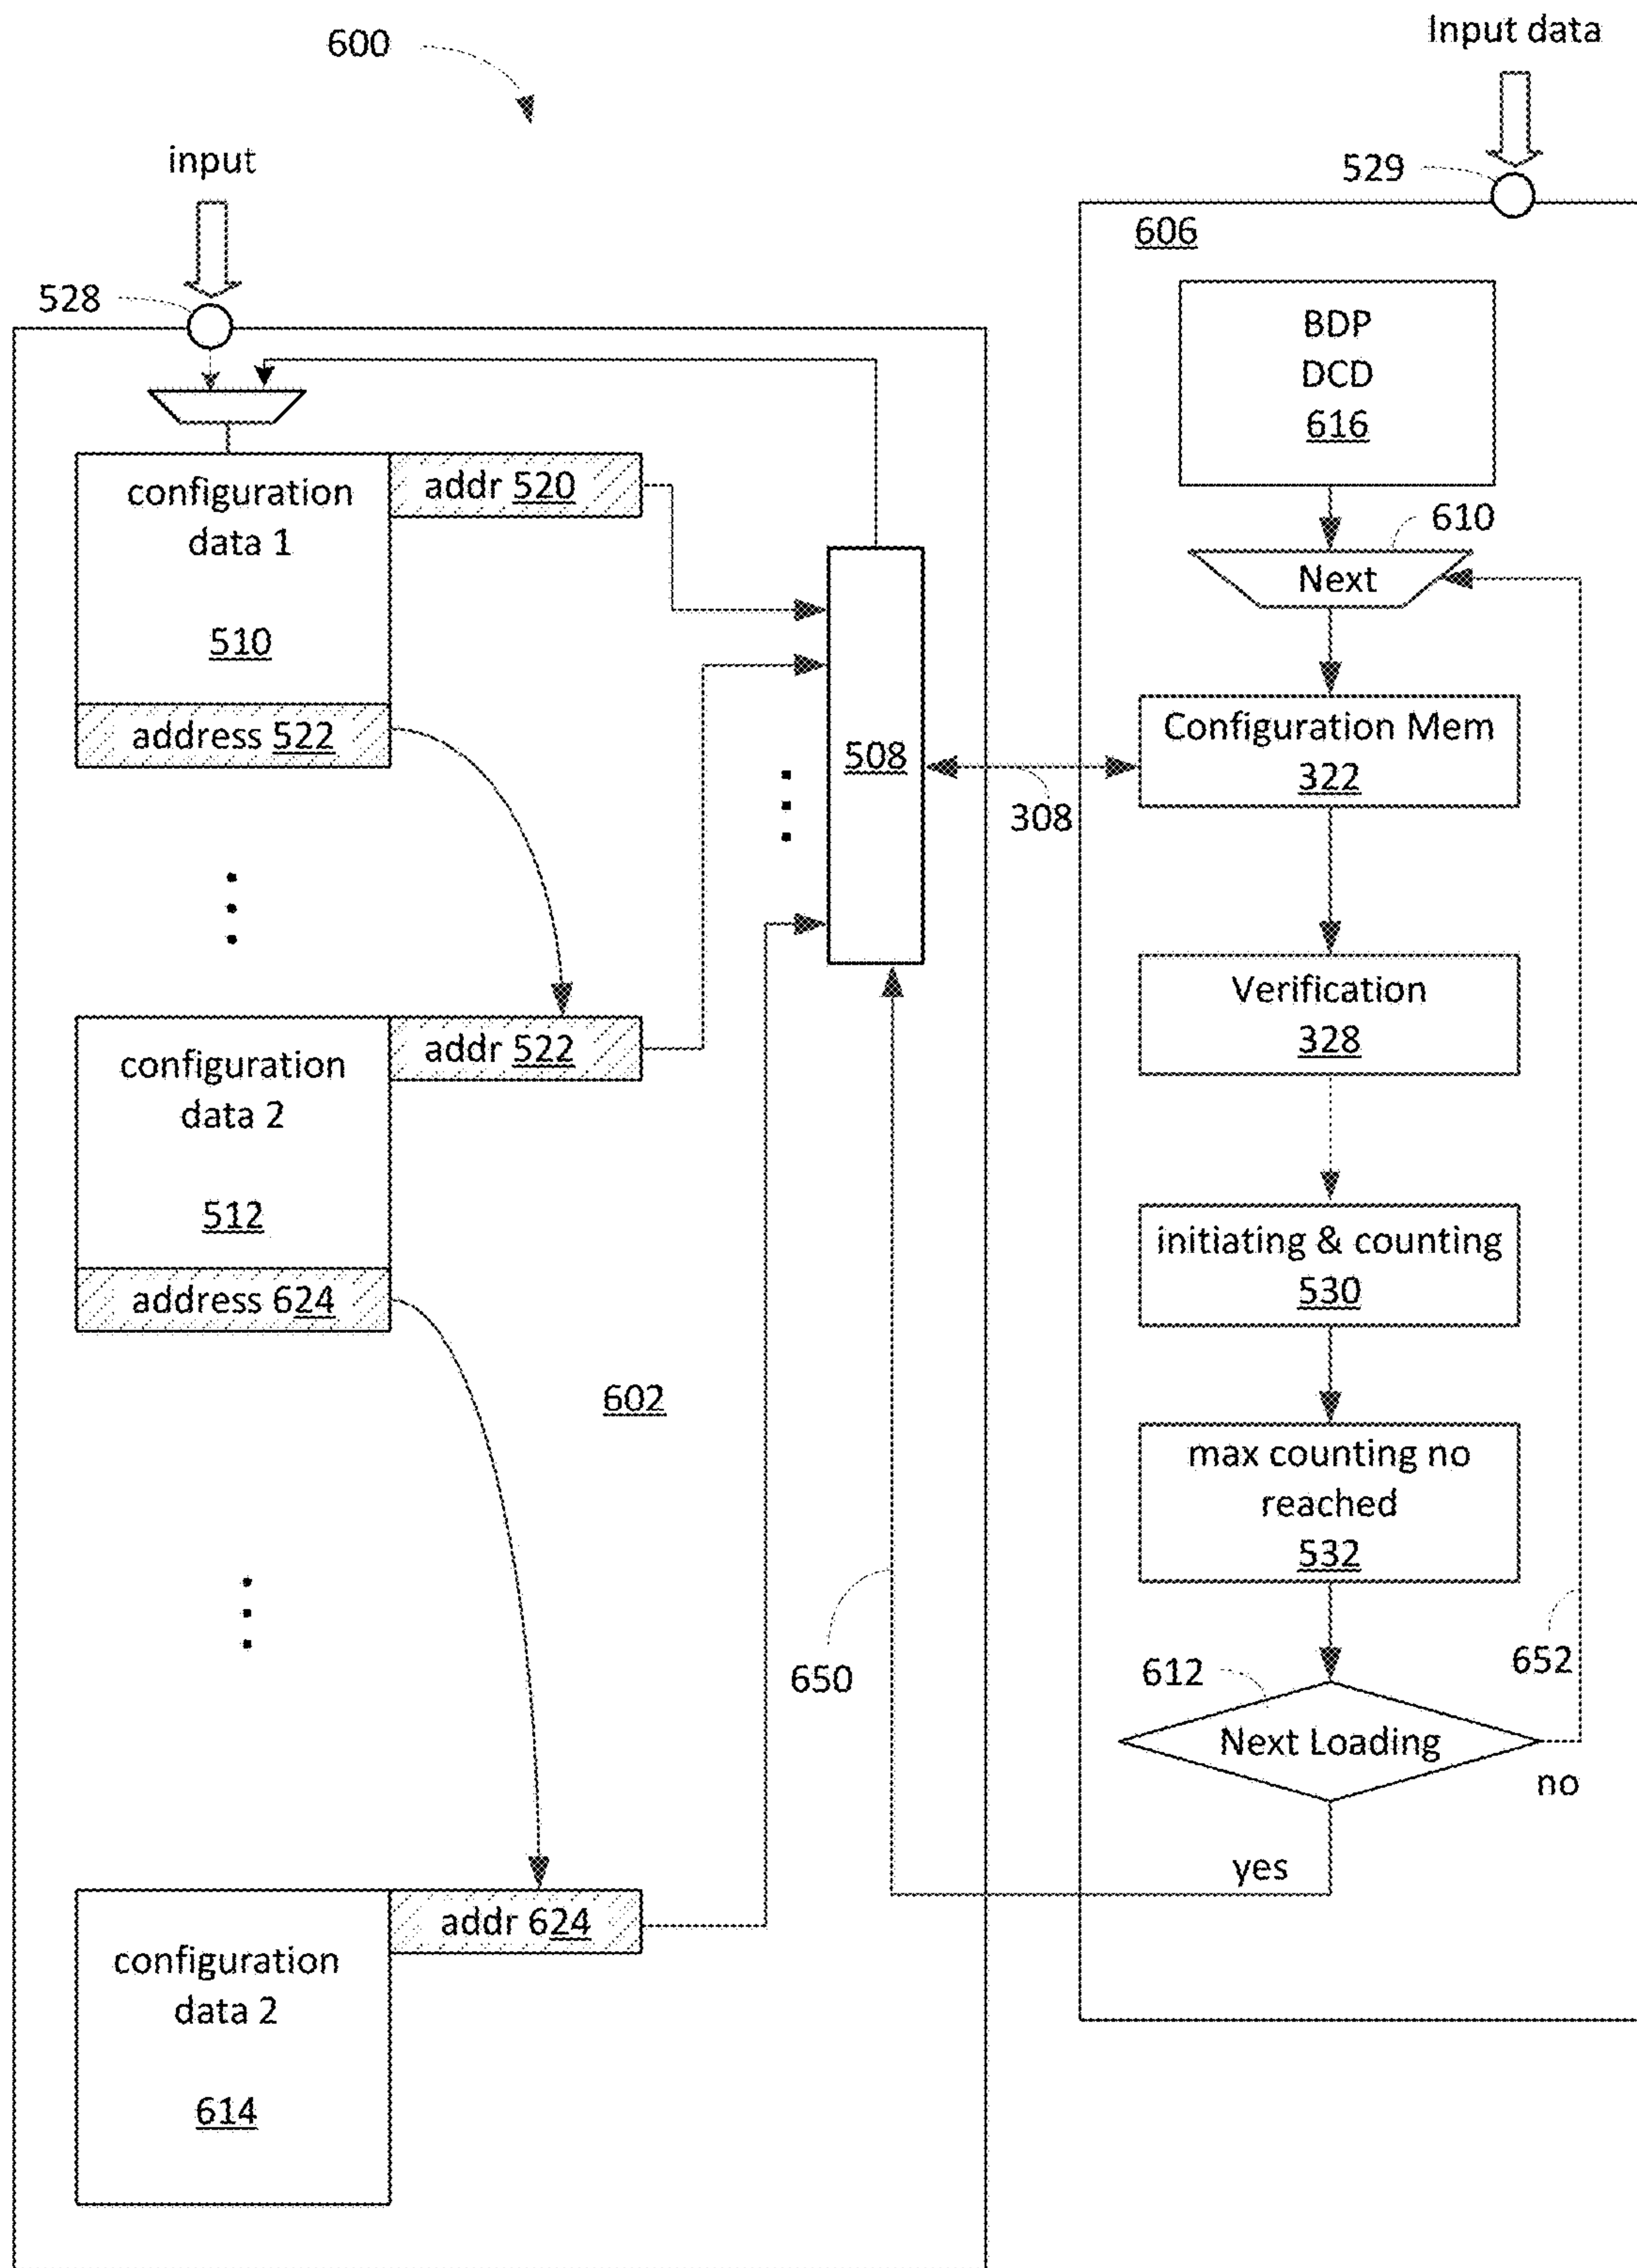 600
Input data
input
529
606
528
BDP
DCD
616
configuration
data 1
510
addr 520
610
Next
address 522
508
308
Configuration Mem
322
Verification
328
configuration
data 2
512
addr 522
address 624
initiating & counting
530
602
max counting no
reached
532
650
612
652
Next Loading
no
yes
configuration
data 2
614
addr 624